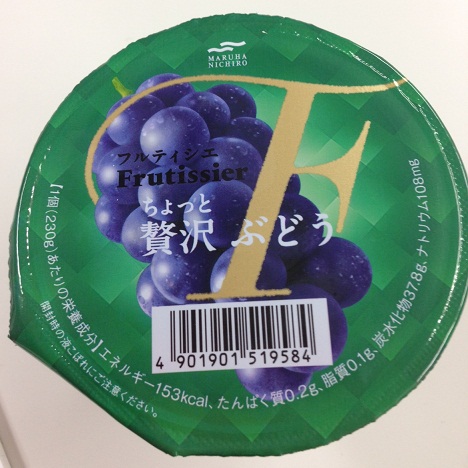 MARUHA
NICHIRO
F
フルティシエ
Frutissier
ちょっと
贅沢 ぶどう
4 901901 519584
【1個(230g)あたりの栄養成分】エネルギー153kcal、たんぱく質0.2g、脂質0.1g、炭水化物37.8g、ナトリウム108mg
開封時の液こぼれにご注意ください。